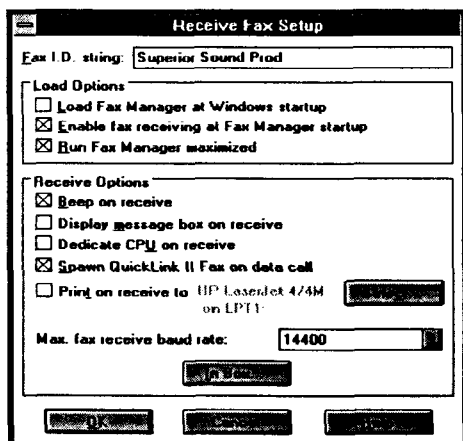 Receive Fax Setup
Fax I.D. string: Superior Sound Prod
Load Options
Load Fax Manager at Windows startup
Enable fax receiving at Fax Manager startup
Run Fax Manager maximized
Receive Options
Beep on receive
Display message box on receive
Dedicate CPU on receive
Spawn QuickLink II Fax on data call
Print on receive to HP LaserJet 4/4M
on LPT1:
Max. fax receive baud rate: 14400